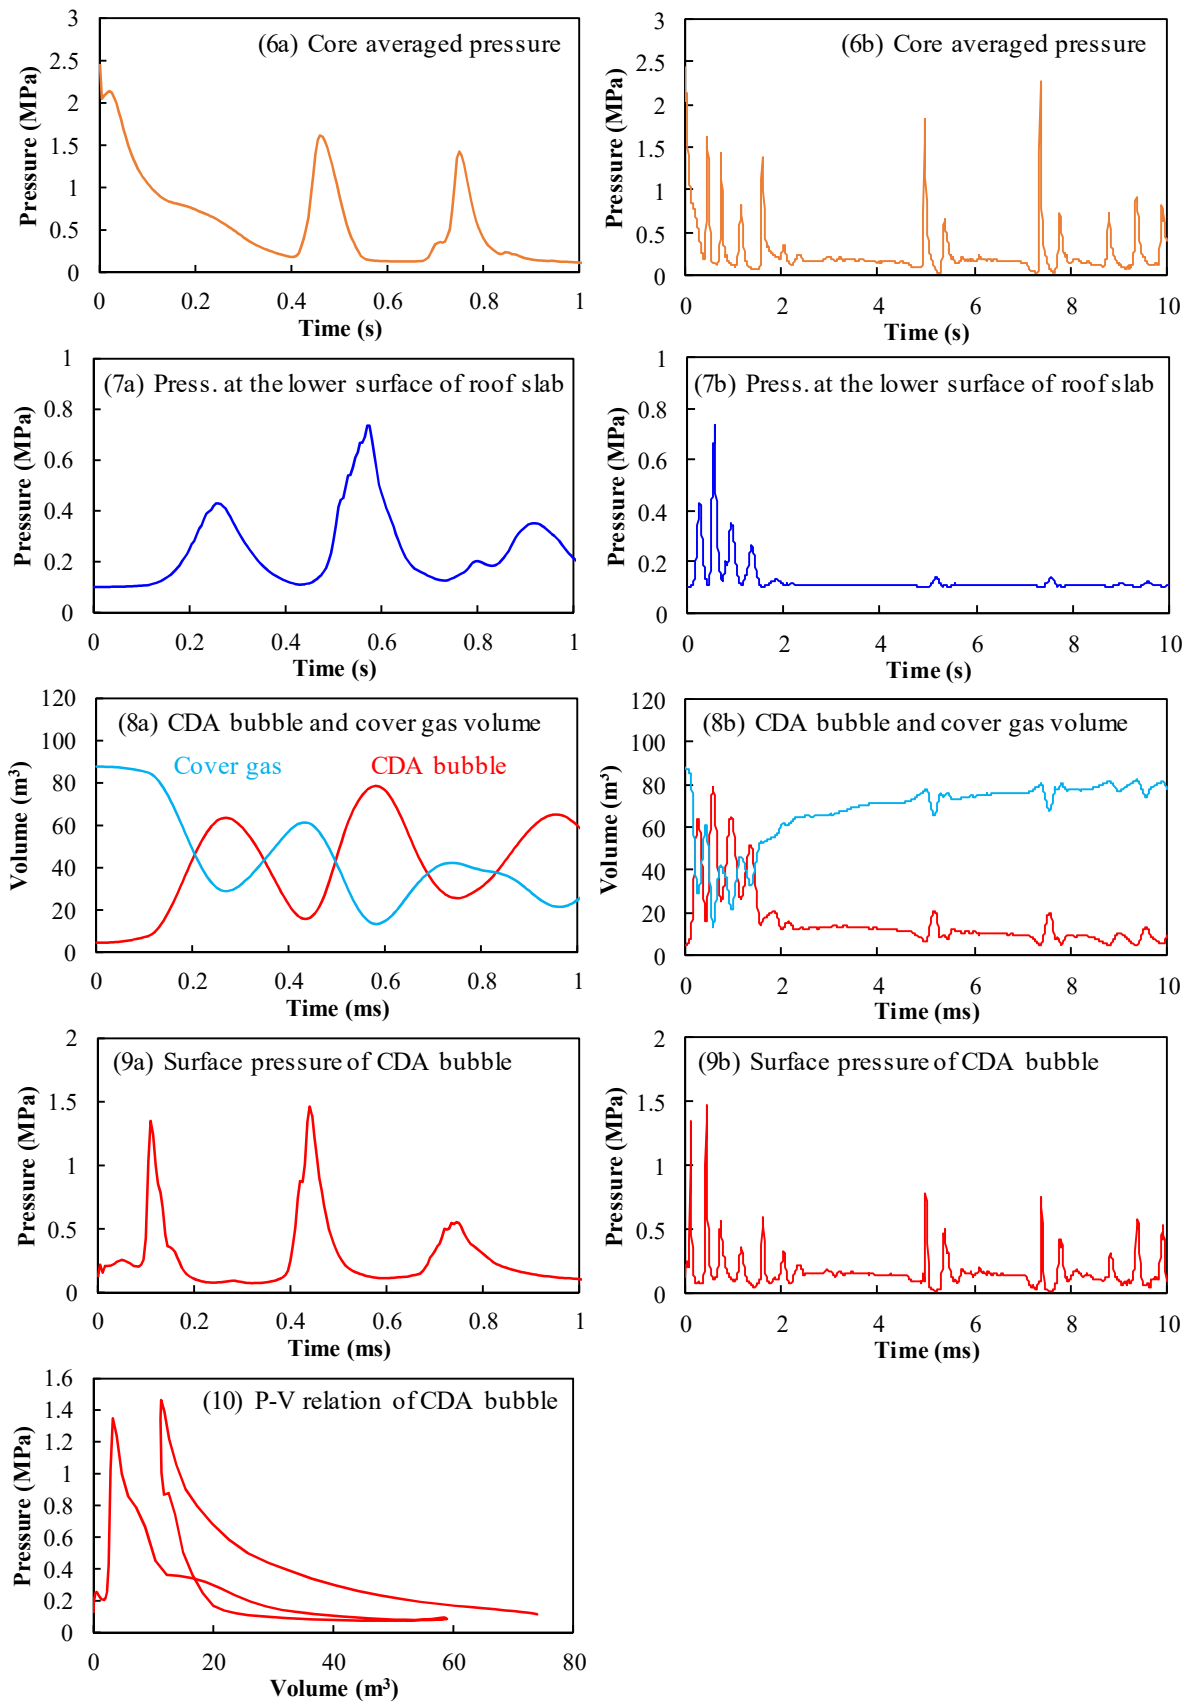 (6a) Core averaged pressure
Pressure (MPa)
3
2.5
2
1.5
1
0.5
0
0 0.2 0.4 0.6 0.8 1
Time (s)
(6b) Core averaged pressure
Pressure (MPa)
3
2.5
2
1.5
1
0.5
0
0 2 4 6 8 10
Time (s)
(7a) Press. at the lower surface of roof slab
Pressure (MPa)
1
0.8
0.6
0.4
0.2
0
0 0.2 0.4 0.6 0.8 1
Time (s)
(7b) Press. at the lower surface of roof slab
Pressure (MPa)
1
0.8
0.6
0.4
0.2
0
0 2 4 6 8 10
Time (s)
(8a) CDA bubble and cover gas volume
Cover gas CDA bubble
Volume (m³)
120
100
80
60
40
20
0
0 0.2 0.4 0.6 0.8 1
Time (ms)
(8b) CDA bubble and cover gas volume
Volume (m³)
120
100
80
60
40
20
0
0 2 4 6 8 10
Time (ms)
(9a) Surface pressure of CDA bubble
Pressure (MPa)
2
1.5
1
0.5
0
0 0.2 0.4 0.6 0.8 1
Time (ms)
(9b) Surface pressure of CDA bubble
Pressure (MPa)
2
1.5
1
0.5
0
0 2 4 6 8 10
Time (ms)
(10) P-V relation of CDA bubble
Pressure (MPa)
1.6
1.4
1.2
1
0.8
0.6
0.4
0.2
0
0 20 40 60 80
Volume (m³)